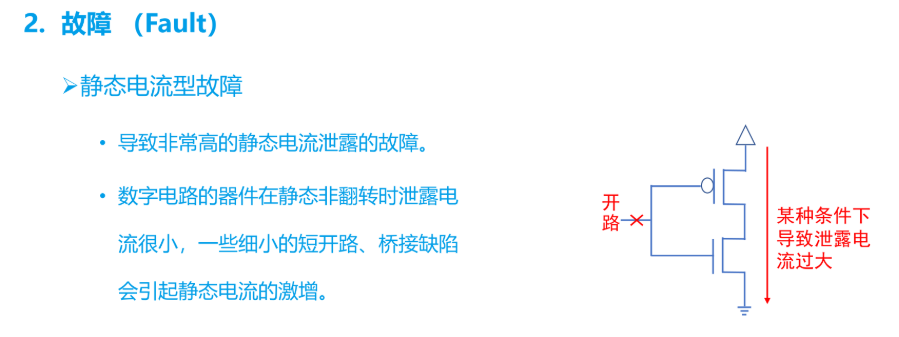 2. 故障 （Fault）
➢静态电流型故障
• 导致非常高的静态电流泄露的故障。
• 数字电路的器件在静态非翻转时泄露电
流很小，一些细小的短开路、桥接缺陷
会引起静态电流的激增。
开
路
某种条件下
导致泄露电
流过大